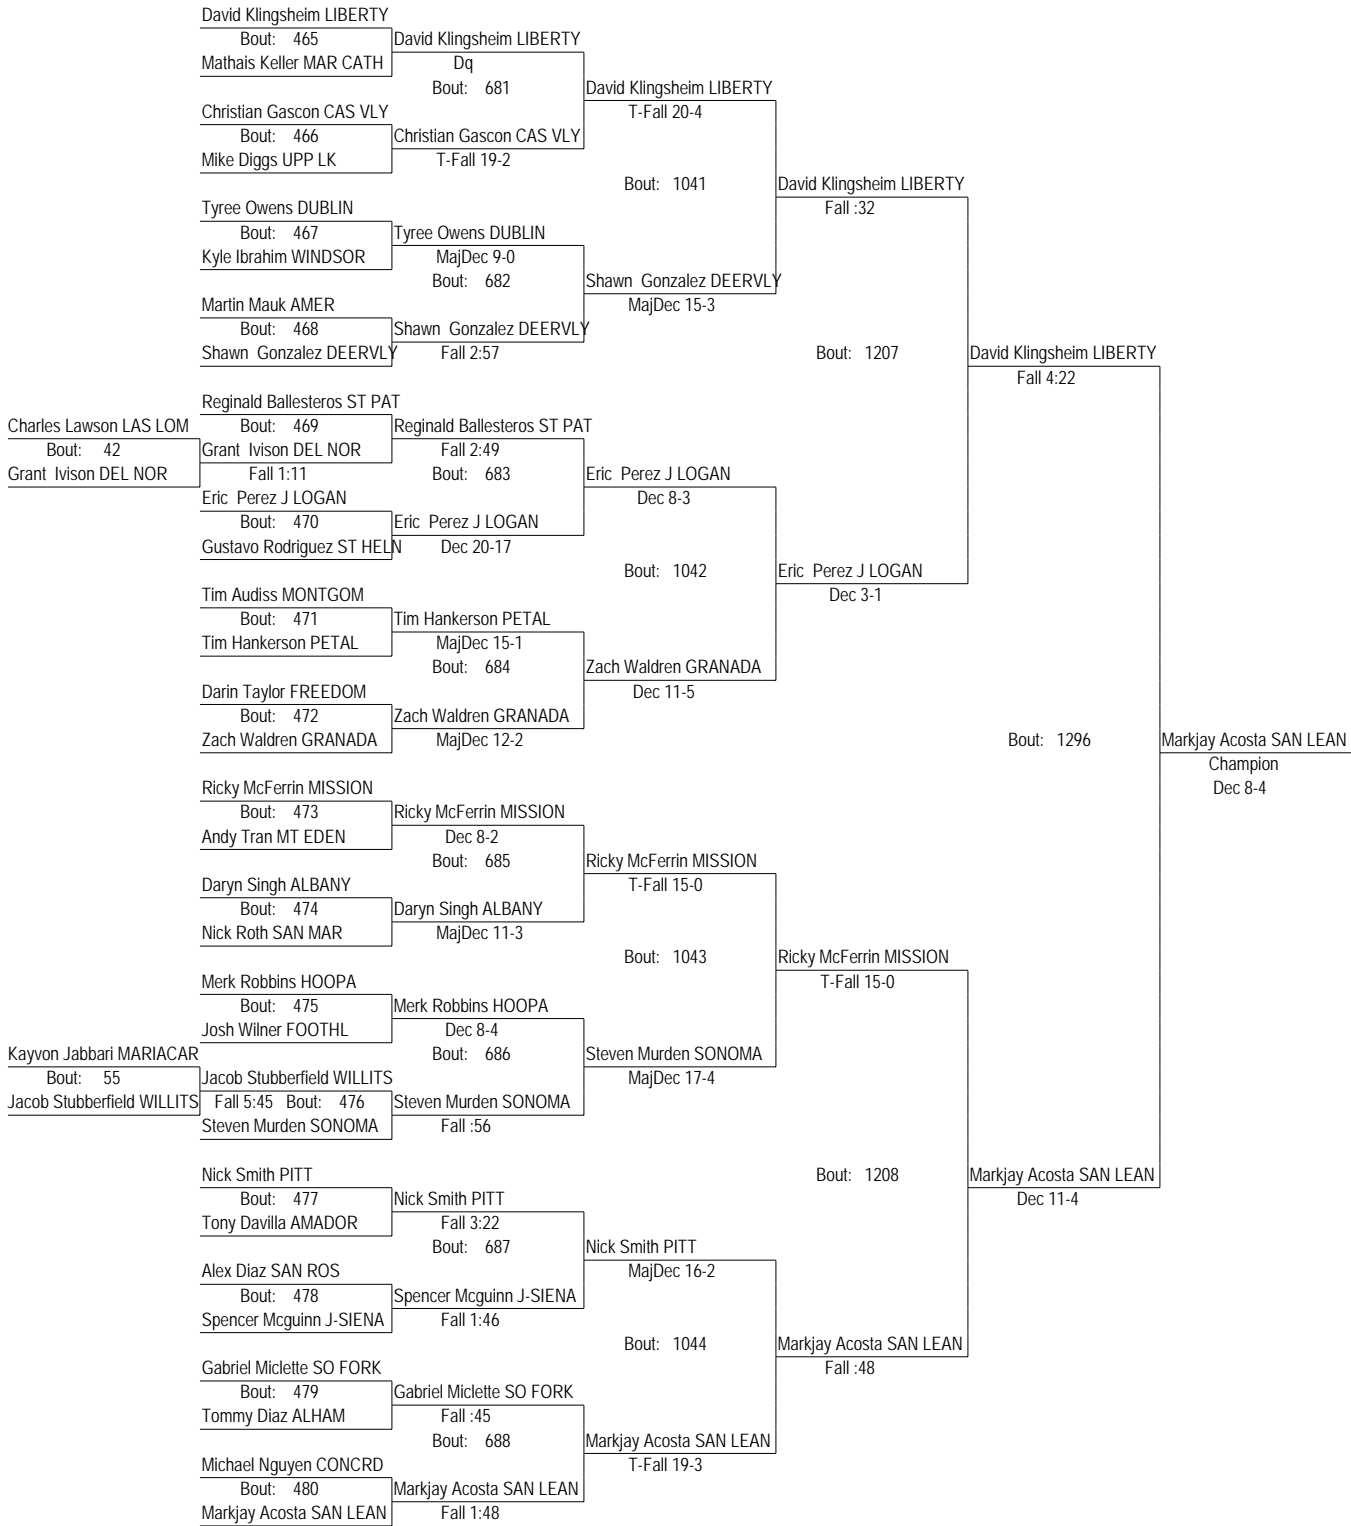 David Klingsheim LIBERTY
Bout: 465 David Klingsheim LIBERTY
Mathais Keller MAR CATH Dq
Bout: 681 David Klingsheim LIBERTY
Christian Gascon CAS VLY T-Fall 20-4
Bout: 466 Christian Gascon CAS VLY
Mike Diggs UPP LK T-Fall 19-2
Bout: 1041 David Klingsheim LIBERTY
Tyree Owens DUBLIN Fall :32
Bout: 467 Tyree Owens DUBLIN
Kyle Ibrahim WINDSOR MajDec 9-0
Bout: 682 Shawn Gonzalez DEERVLY
Martin Mauk AMER MajDec 15-3
Bout: 468 Shawn Gonzalez DEERVLY
Shawn Gonzalez DEERVLY Fall 2:57 Bout: 1207 David Klingsheim LIBERTY
Fall 4:22
Reginald Ballesteros ST PAT
Charles Lawson LAS LOM Bout: 469 Reginald Ballesteros ST PAT
Bout: 42 Grant Ivison DEL NOR Fall 2:49
Grant Ivison DEL NOR Fall 1:11 Bout: 683 Eric Perez J LOGAN
Eric Perez J LOGAN Dec 8-3
Bout: 470 Eric Perez J LOGAN
Gustavo Rodriguez ST HELN Dec 20-17
Bout: 1042 Eric Perez J LOGAN
Tim Audiss MONTGOM Dec 3-1
Bout: 471 Tim Hankerson PETAL
Tim Hankerson PETAL MajDec 15-1
Bout: 684 Zach Waldren GRANADA
Darin Taylor FREEDOM Dec 11-5
Bout: 472 Zach Waldren GRANADA
Zach Waldren GRANADA MajDec 12-2 Bout: 1296 Markjay Acosta SAN LEAN
Champion
Ricky McFerrin MISSION Dec 8-4
Bout: 473 Ricky McFerrin MISSION
Andy Tran MT EDEN Dec 8-2
Bout: 685 Ricky McFerrin MISSION
Daryn Singh ALBANY T-Fall 15-0
Bout: 474 Daryn Singh ALBANY
Nick Roth SAN MAR MajDec 11-3
Bout: 1043 Ricky McFerrin MISSION
Merk Robbins HOOPA T-Fall 15-0
Bout: 475 Merk Robbins HOOPA
Josh Wilner FOOTHL Dec 8-4
Kayvon Jabbari MARIACAR Bout: 686 Steven Murden SONOMA
Bout: 55 Jacob Stubberfield WILLITS MajDec 17-4
Jacob Stubberfield WILLITS Fall 5:45 Bout: 476 Steven Murden SONOMA
Steven Murden SONOMA Fall :56
Nick Smith PITT Bout: 1208 Markjay Acosta SAN LEAN
Bout: 477 Nick Smith PITT Dec 11-4
Tony Davilla AMADOR Fall 3:22
Bout: 687 Nick Smith PITT
Alex Diaz SAN ROS MajDec 16-2
Bout: 478 Spencer Mcguinn J-SIENA
Spencer Mcguinn J-SIENA Fall 1:46
Bout: 1044 Markjay Acosta SAN LEAN
Gabriel Miclette SO FORK Fall :48
Bout: 479 Gabriel Miclette SO FORK
Tommy Diaz ALHAM Fall :45
Bout: 688 Markjay Acosta SAN LEAN
Michael Nguyen CONCRD T-Fall 19-3
Bout: 480 Markjay Acosta SAN LEAN
Markjay Acosta SAN LEAN Fall 1:48